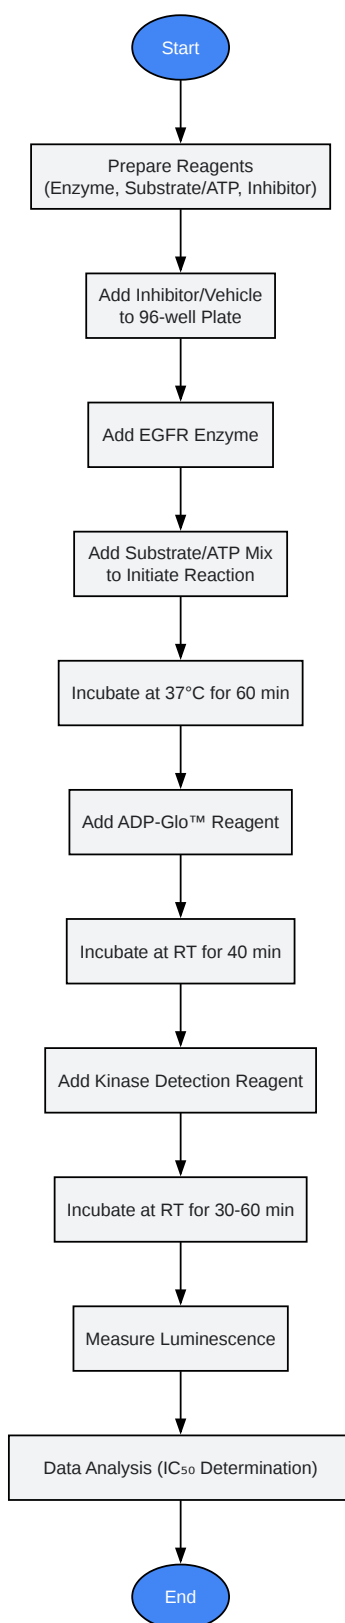 Start
Prepare Reagents
(Enzyme, Substrate/ATP, Inhibitor)
Add Inhibitor/Vehicle
to 96-well Plate
Add EGFR Enzyme
Add Substrate/ATP Mix
to Initiate Reaction
Incubate at 37°C for 60 min
Add ADP-Glo™ Reagent
Incubate at RT for 40 min
Add Kinase Detection Reagent
Incubate at RT for 30-60 min
Measure Luminescence
Data Analysis (IC₅₀ Determination)
End